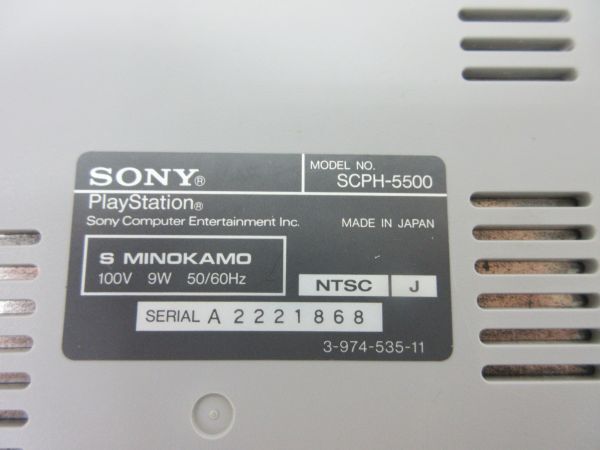 SONY®
MODEL NO.
SCPH-5500
PlayStation®
Sony Computer Entertainment Inc.
MADE IN JAPAN
S MINOKAMO
100V 9W 50/60Hz
NTSC J
SERIAL A2221868
3-974-535-11